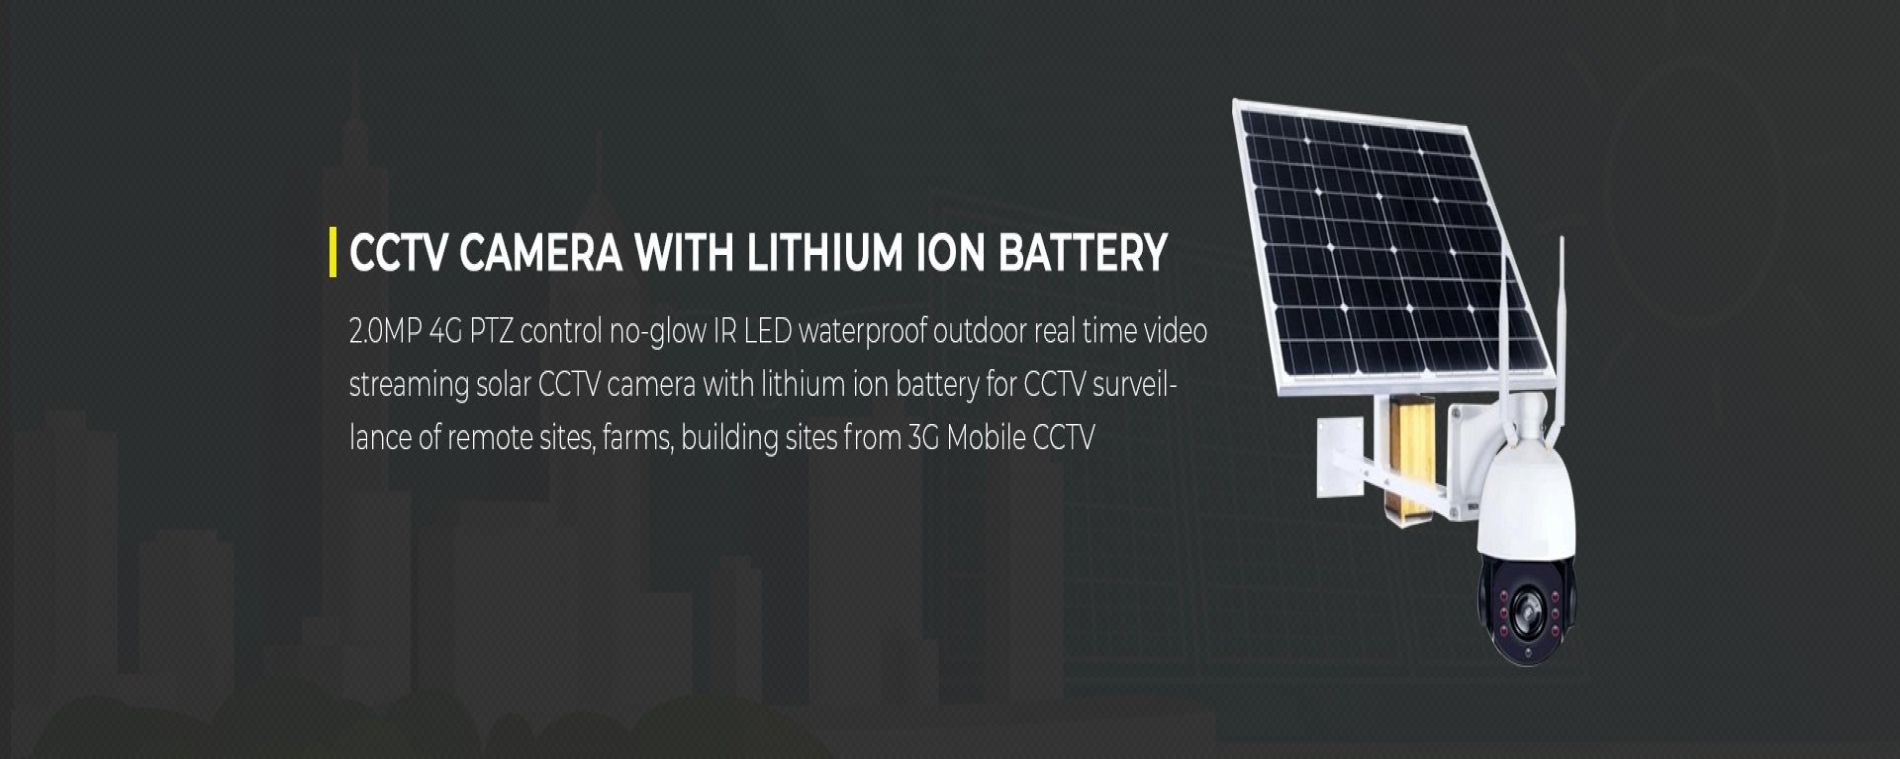 CCTV CAMERA WITH LITHIUM ION BATTERY
2.0MP 4G PTZ control no-glow IR LED waterproof outdoor real time video
streaming solar CCTV camera with lithium ion battery for CCTV surveil-
lance of remote sites, farms, building sites from 3G Mobile CCTV